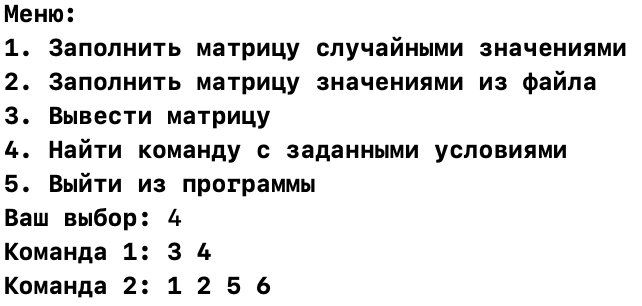 Меню:
1. Заполнить матрицу случайными значениями
2. Заполнить матрицу значениями из файла
3. Вывести матрицу
4. Найти команду с заданными условиями
5. Выйти из программы
Ваш выбор: 4
Команда 1: 3 4
Команда 2: 1 2 5 6